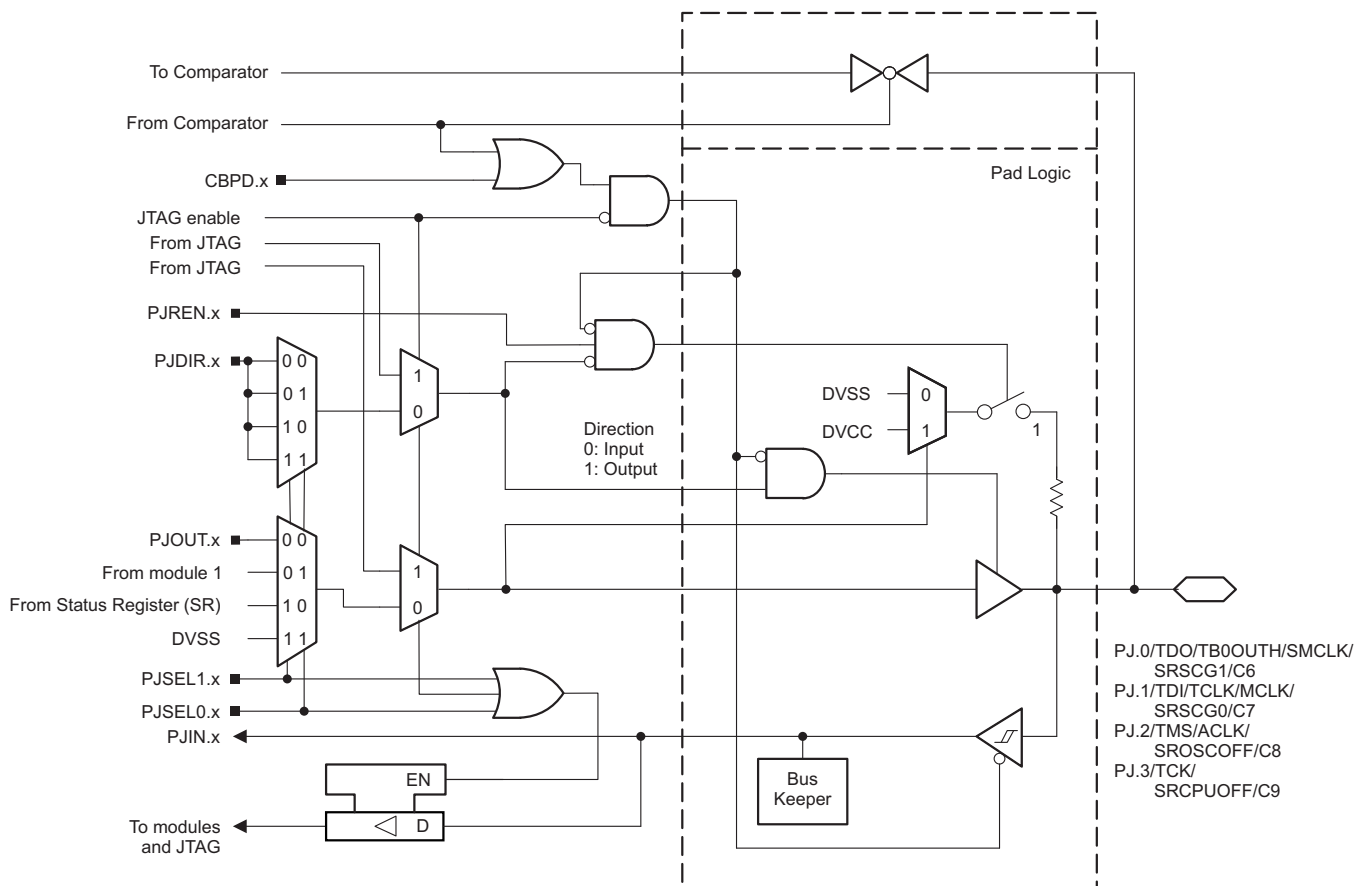 To Comparator
From Comparator
Pad Logic
CBPD.x
JTAG enable
From JTAG
From JTAG
PJREN.x
PJDIR.x
0 0
0 1
1 0
1 1
1
0
DVSS
DVCC
0
1
1
Direction
0: Input
1: Output
PJOUT.x
From module 1
From Status Register (SR)
DVSS
0 0
0 1
1 0
1 1
1
0
PJSEL1.x
PJSEL0.x
PJIN.x
EN
D
To modules
and JTAG
Bus
Keeper
PJ.0/TDO/TB0OUTH/SMCLK/
SRSCG1/C6
PJ.1/TDI/TCLK/MCLK/
SRSCG0/C7
PJ.2/TMS/ACLK/
SROSCOFF/C8
PJ.3/TCK/
SRCPUOFF/C9